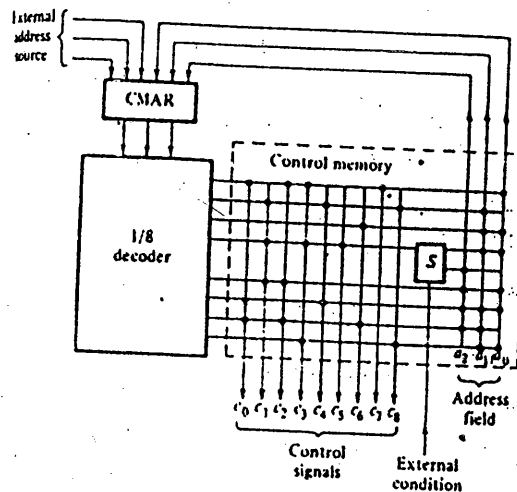 External
address
source
CMAR
Control memory
1/8
decoder
S
a2 a1 a0
c0 c1 c2 c3 c4 c5 c6 c7 c8
Address
field
Control
signals
External
condition